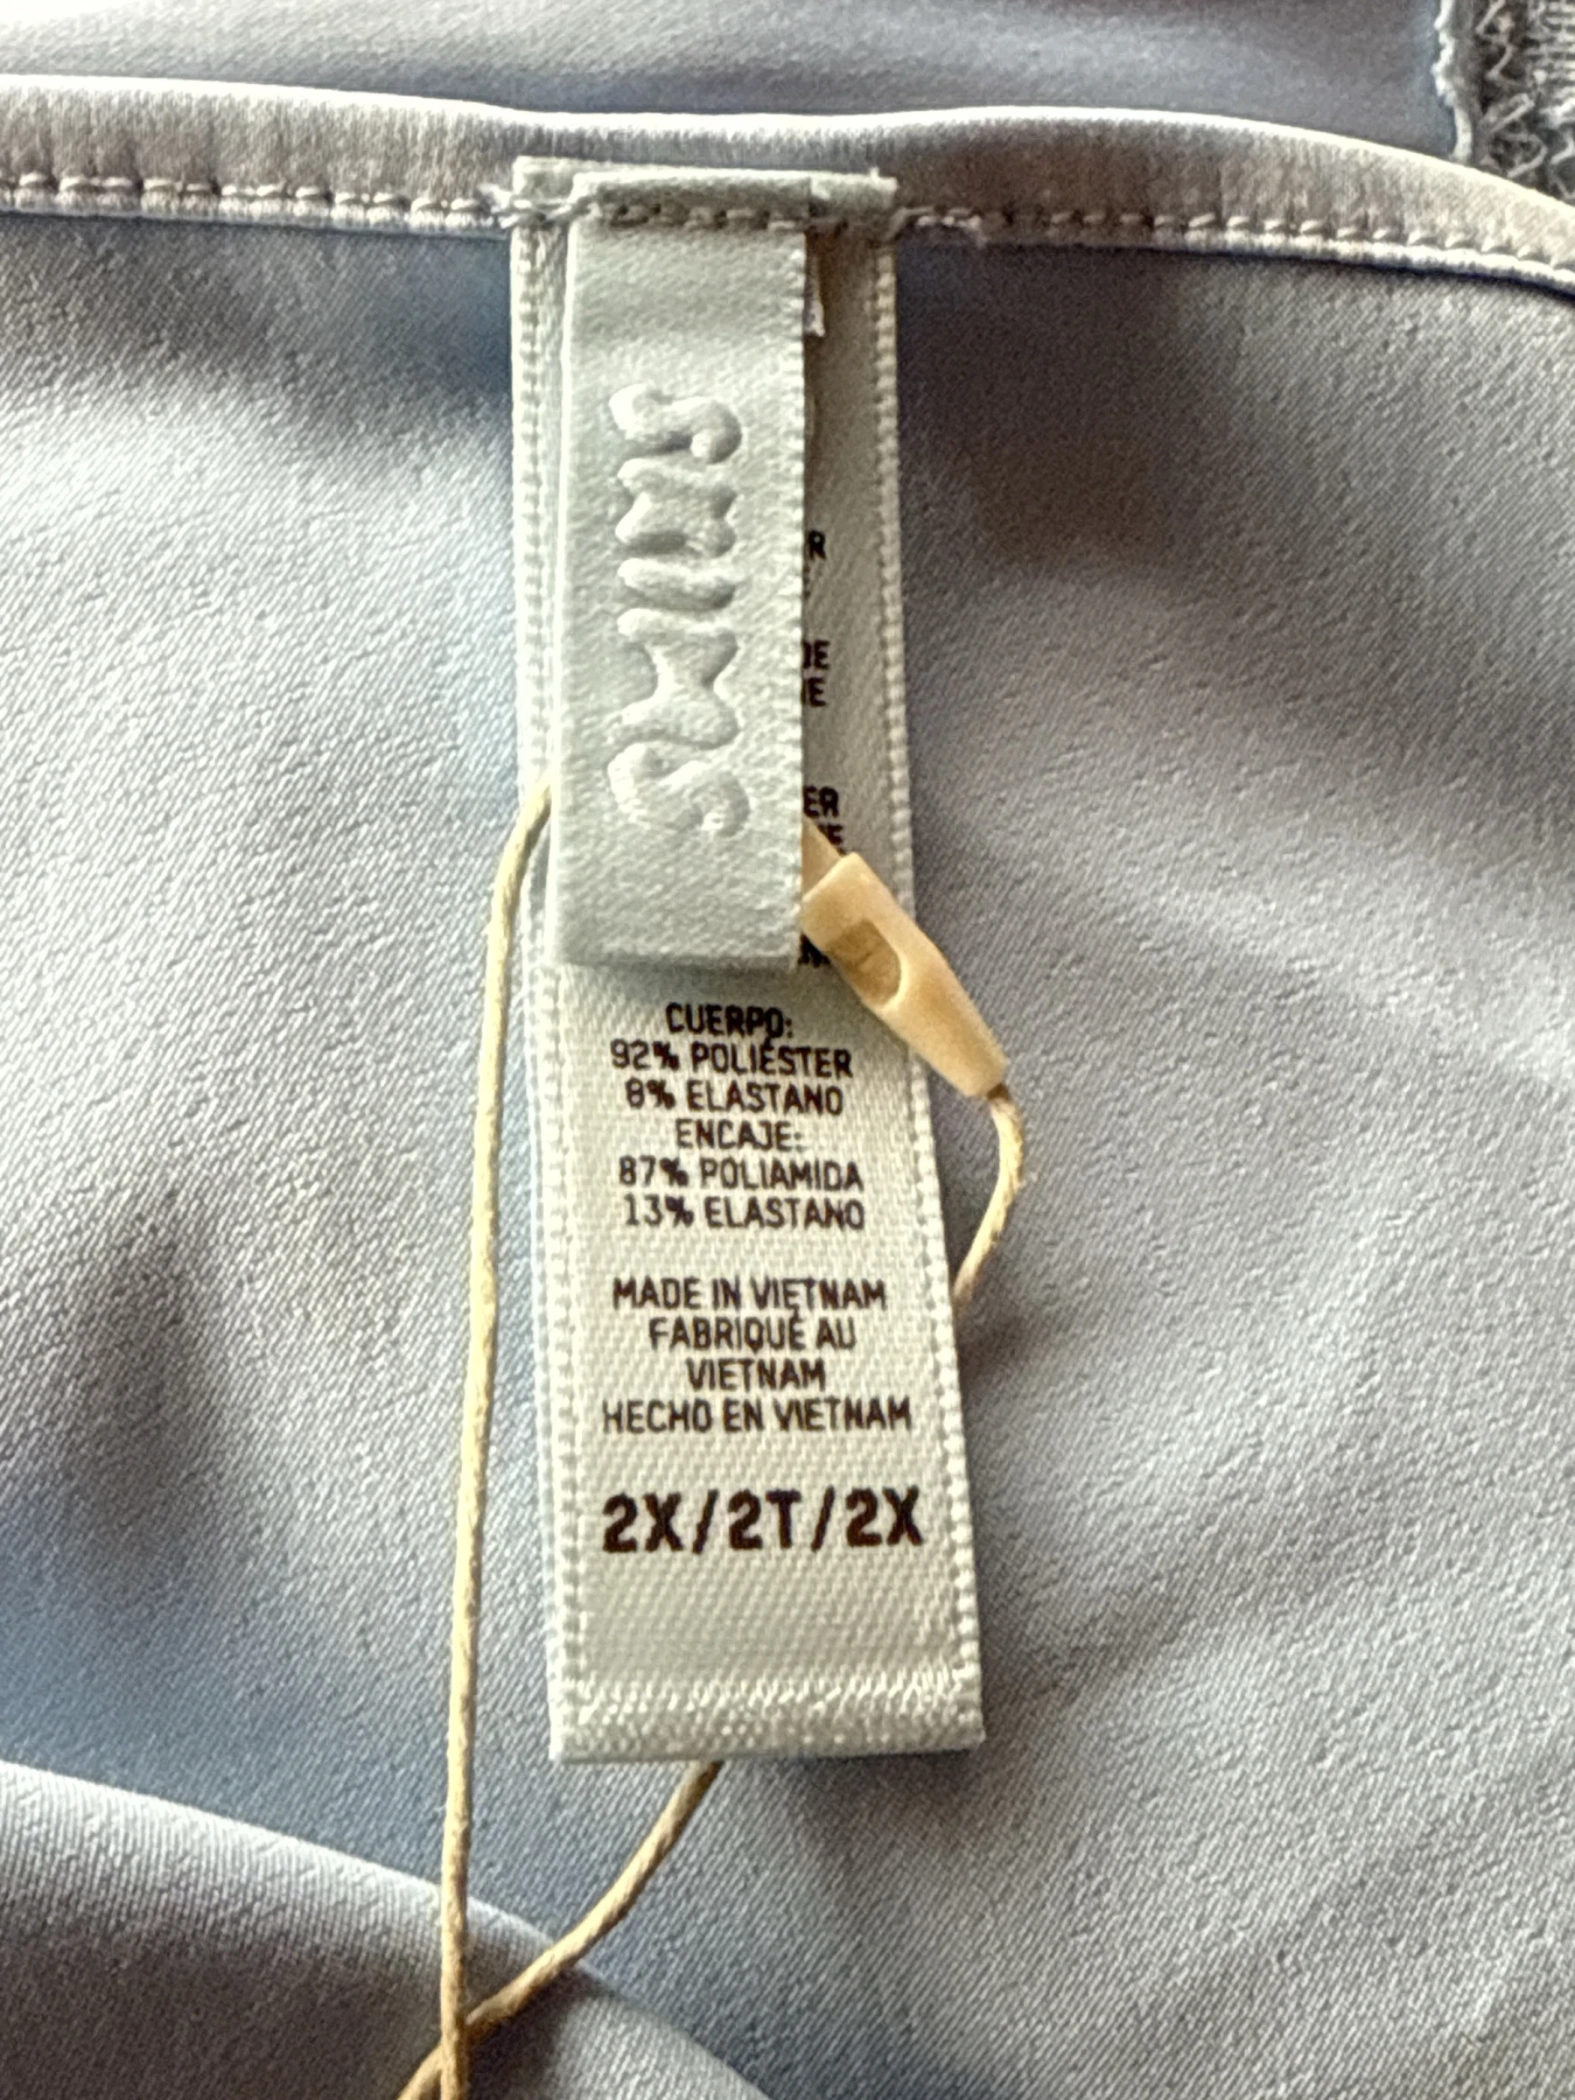 SKIMS
CUERPO:
92% POLIÉSTER
8% ELASTANO
ENCAJE:
87% POLIAMIDA
13% ELASTANO
MADE IN VIETNAM
FABRIQUÉ AU
VIETNAM
HECHO EN VIETNAM
2X/2T/2X